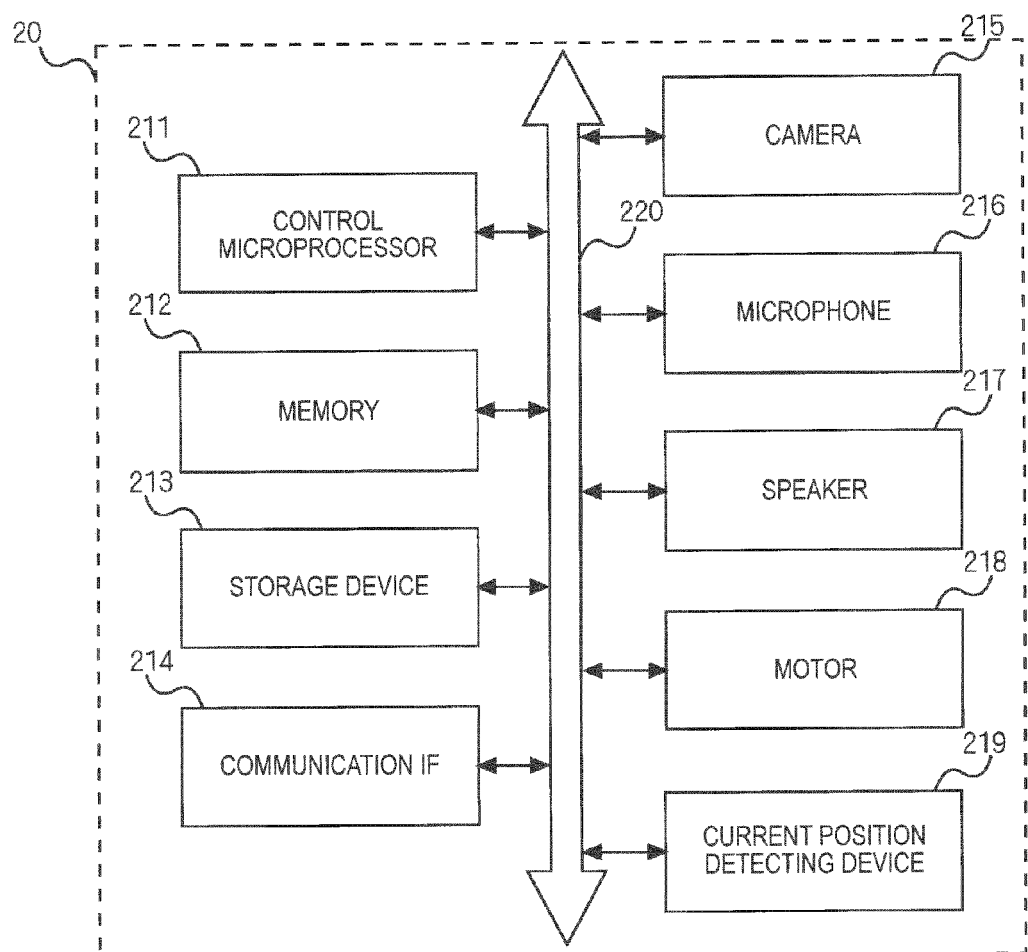 20
211
CONTROL
MICROPROCESSOR
212
MEMORY
213
STORAGE DEVICE
214
COMMUNICATION IF
220
215
CAMERA
216
MICROPHONE
217
SPEAKER
218
MOTOR
219
CURRENT POSITION
DETECTING DEVICE